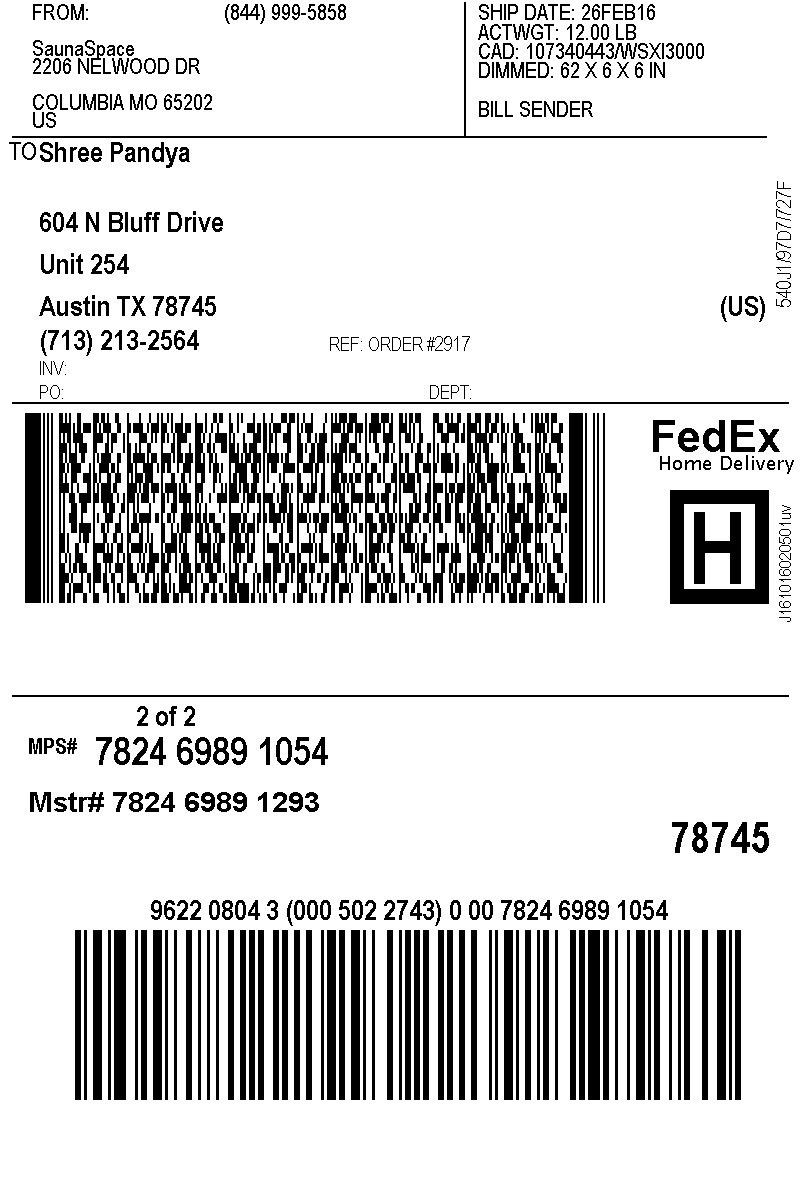 FROM: (844) 999-5858
SaunaSpace
2206 NELWOOD DR
COLUMBIA MO 65202
US
SHIP DATE: 26FEB16
ACTWGT: 12.00 LB
CAD: 107340443/WSXI3000
DIMMED: 62 X 6 X 6 IN
BILL SENDER
TO Shree Pandya
604 N Bluff Drive
Unit 254
Austin TX 78745 (US)
(713) 213-2564 REF: ORDER #2917
INV:
PO: DEPT:
540J1/97D7/727F
FedEx
Home Delivery
H
J161016020501uv
2 of 2
MPS# 7824 6989 1054
Mstr# 7824 6989 1293
78745
9622 0804 3 (000 502 2743) 0 00 7824 6989 1054